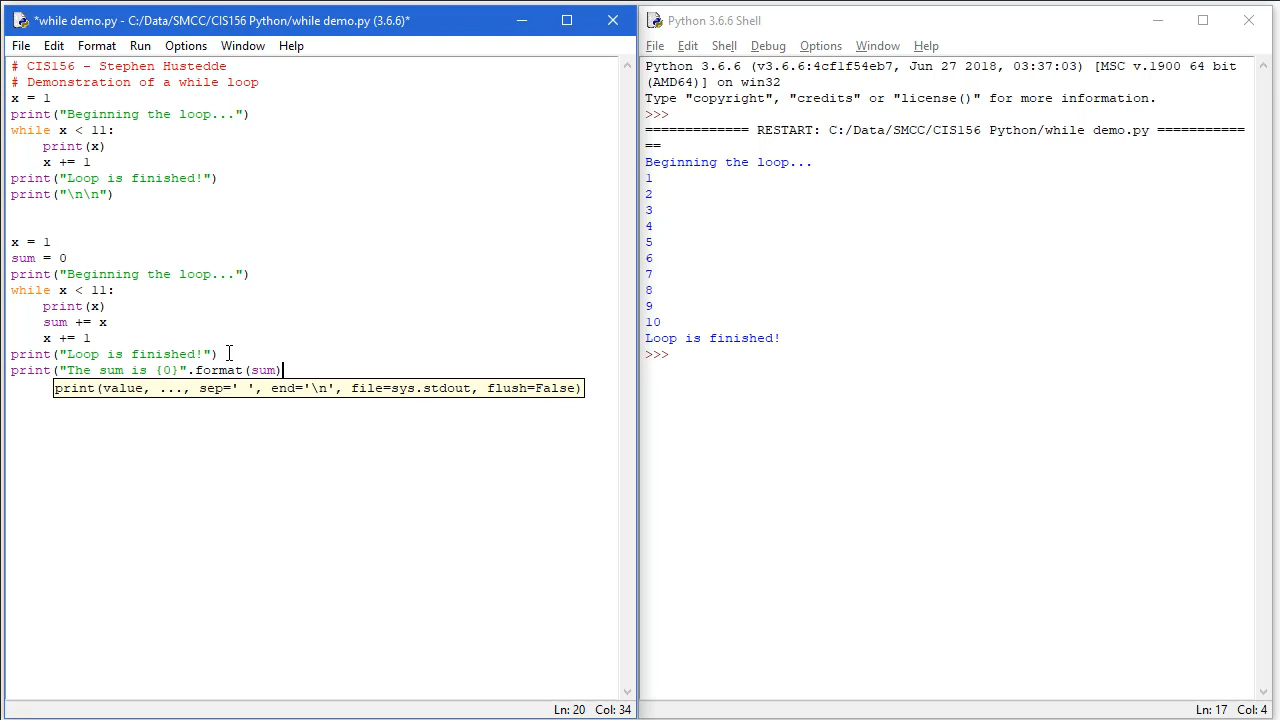 *while demo.py - C:/Data/SMCC/CIS156 Python/while demo.py (3.6.6)*
File Edit Format Run Options Window Help
# CIS156 - Stephen Hustedde
# Demonstration of a while loop
x = 1
print("Beginning the loop...")
while x < 11:
    print(x)
    x += 1
print("Loop is finished!")
print("\n\n")
x = 1
sum = 0
print("Beginning the loop...")
while x < 11:
    print(x)
    sum += x
    x += 1
print("Loop is finished!")
print("The sum is {0}".format(sum)
print(value, ..., sep=' ', end='\n', file=sys.stdout, flush=False)
Ln: 20 Col: 34
Python 3.6.6 Shell
File Edit Shell Debug Options Window Help
Python 3.6.6 (v3.6.6:4cf1f54eb7, Jun 27 2018, 03:37:03) [MSC v.1900 64 bit
(AMD64)] on win32
Type "copyright", "credits" or "license()" for more information.
>>>
============= RESTART: C:/Data/SMCC/CIS156 Python/while demo.py ===========
==
Beginning the loop...
1
2
3
4
5
6
7
8
9
10
Loop is finished!
>>>
Ln: 17 Col: 4